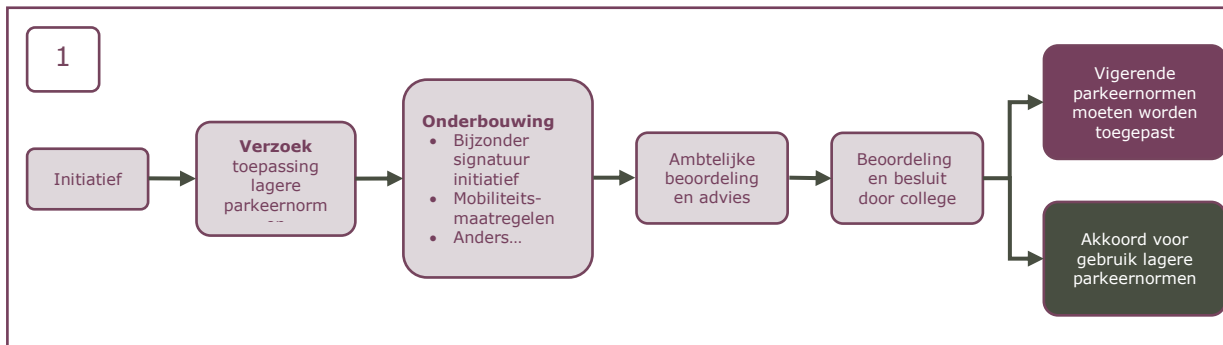 1
Initiatief
Verzoek
toepassing
lagere
parkeernorm
Onderbouwing
• Bijzonder
signatuur
initiatief
• Mobiliteits-
maatregelen
• Anders…
Ambtelijke
beoordeling
en advies
Beoordeling
en besluit
door college
Vigerende
parkeernormen
moeten worden
toegepast
Akkoord voor
gebruik lagere
parkeernormen